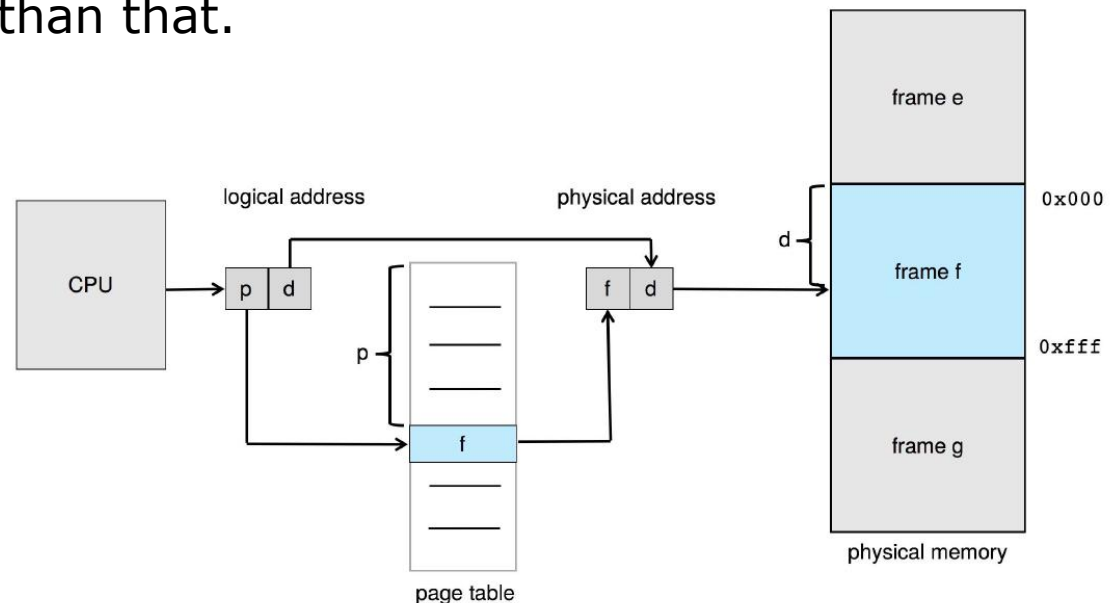 than that.
frame e
logical address
physical address
0x000
d
CPU
p d
f d
frame f
p
0xfff
f
frame g
physical memory
page table